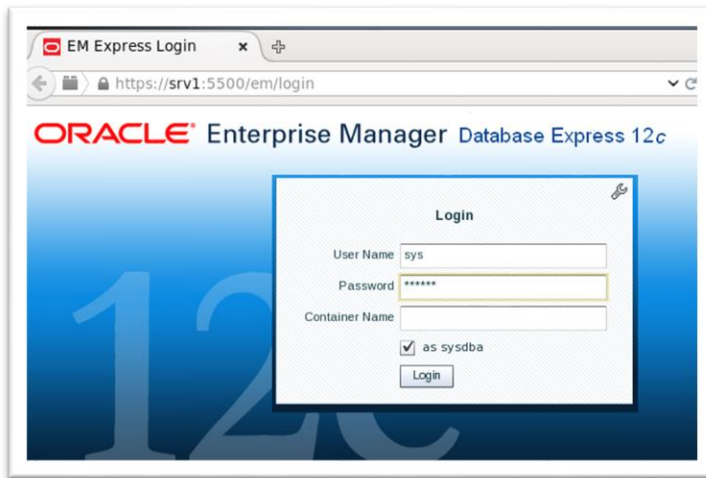 EM Express Login
https://srv1:5500/em/login
ORACLE® Enterprise Manager Database Express 12c
Login
User Name sys
Password ******
Container Name
as sysdba
Login
12c